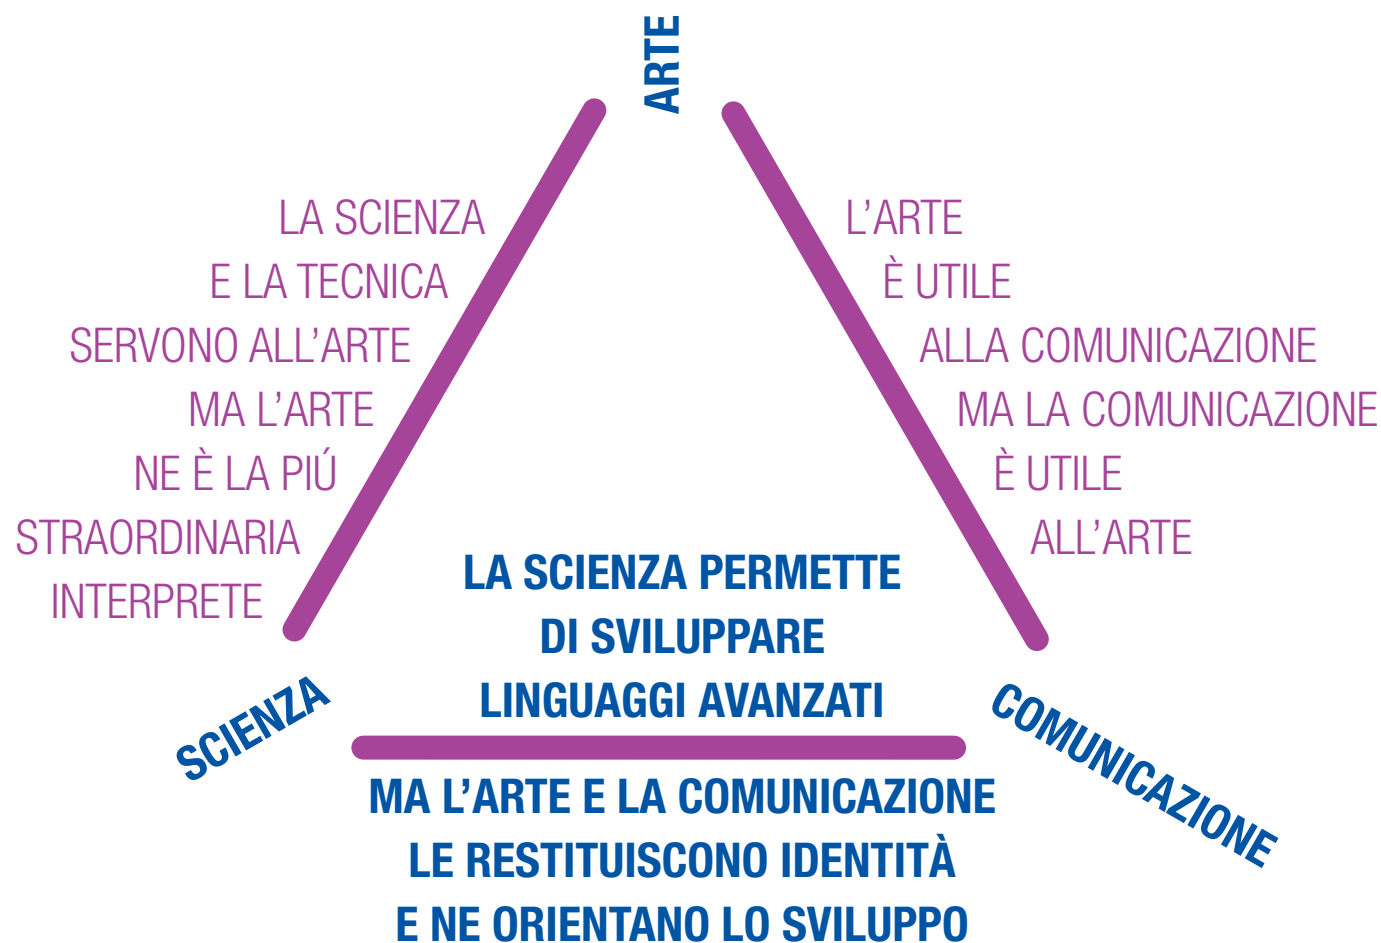 ARTE
LA SCIENZA
E LA TECNICA
SERVONO ALL’ARTE
MA L’ARTE
NE È LA PIÚ
STRAORDINARIA
INTERPRETE
L’ARTE
È UTILE
ALLA COMUNICAZIONE
MA LA COMUNICAZIONE
È UTILE
ALL’ARTE
LA SCIENZA PERMETTE
DI SVILUPPARE
LINGUAGGI AVANZATI
SCIENZA
COMUNICAZIONE
MA L’ARTE E LA COMUNICAZIONE
LE RESTITUISCONO IDENTITÀ
E NE ORIENTANO LO SVILUPPO